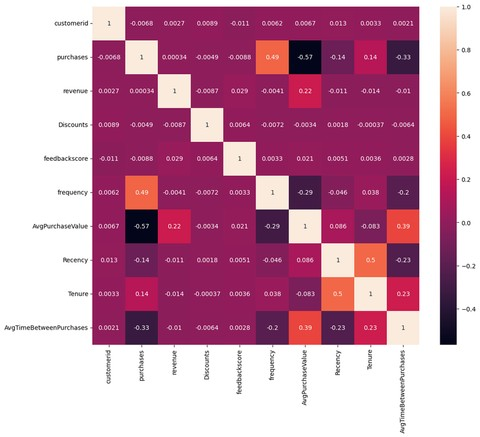 customerid 1 -0.0068 0.0027 0.0089 -0.011 0.0062 0.0067 0.013 0.0033 0.0021
purchases -0.0068 1 0.00034 -0.0049 -0.0088 0.49 -0.57 -0.14 0.14 -0.33
revenue 0.0027 0.00034 1 -0.0087 0.029 -0.0041 0.22 -0.011 -0.014 -0.01
Discounts 0.0089 -0.0049 -0.0087 1 0.0064 -0.0072 -0.0034 0.0018 -0.00037 -0.0064
feedbackscore -0.011 -0.0088 0.029 0.0064 1 0.0033 0.021 0.0051 0.0036 0.0028
frequency 0.0062 0.49 -0.0041 -0.0072 0.0033 1 -0.29 -0.046 0.038 -0.2
AvgPurchaseValue 0.0067 -0.57 0.22 -0.0034 0.021 -0.29 1 0.086 -0.083 0.39
Recency 0.013 -0.14 -0.011 0.0018 0.0051 -0.046 0.086 1 0.5 -0.23
Tenure 0.0033 0.14 -0.014 -0.00037 0.0036 0.038 -0.083 0.5 1 0.23
AvgTimeBetweenPurchases 0.0021 -0.33 -0.01 -0.0064 0.0028 -0.2 0.39 -0.23 0.23 1
customerid
purchases
revenue
Discounts
feedbackscore
frequency
AvgPurchaseValue
Recency
Tenure
AvgTimeBetweenPurchases
1.0
0.8
0.6
0.4
0.2
0.0
-0.2
-0.4